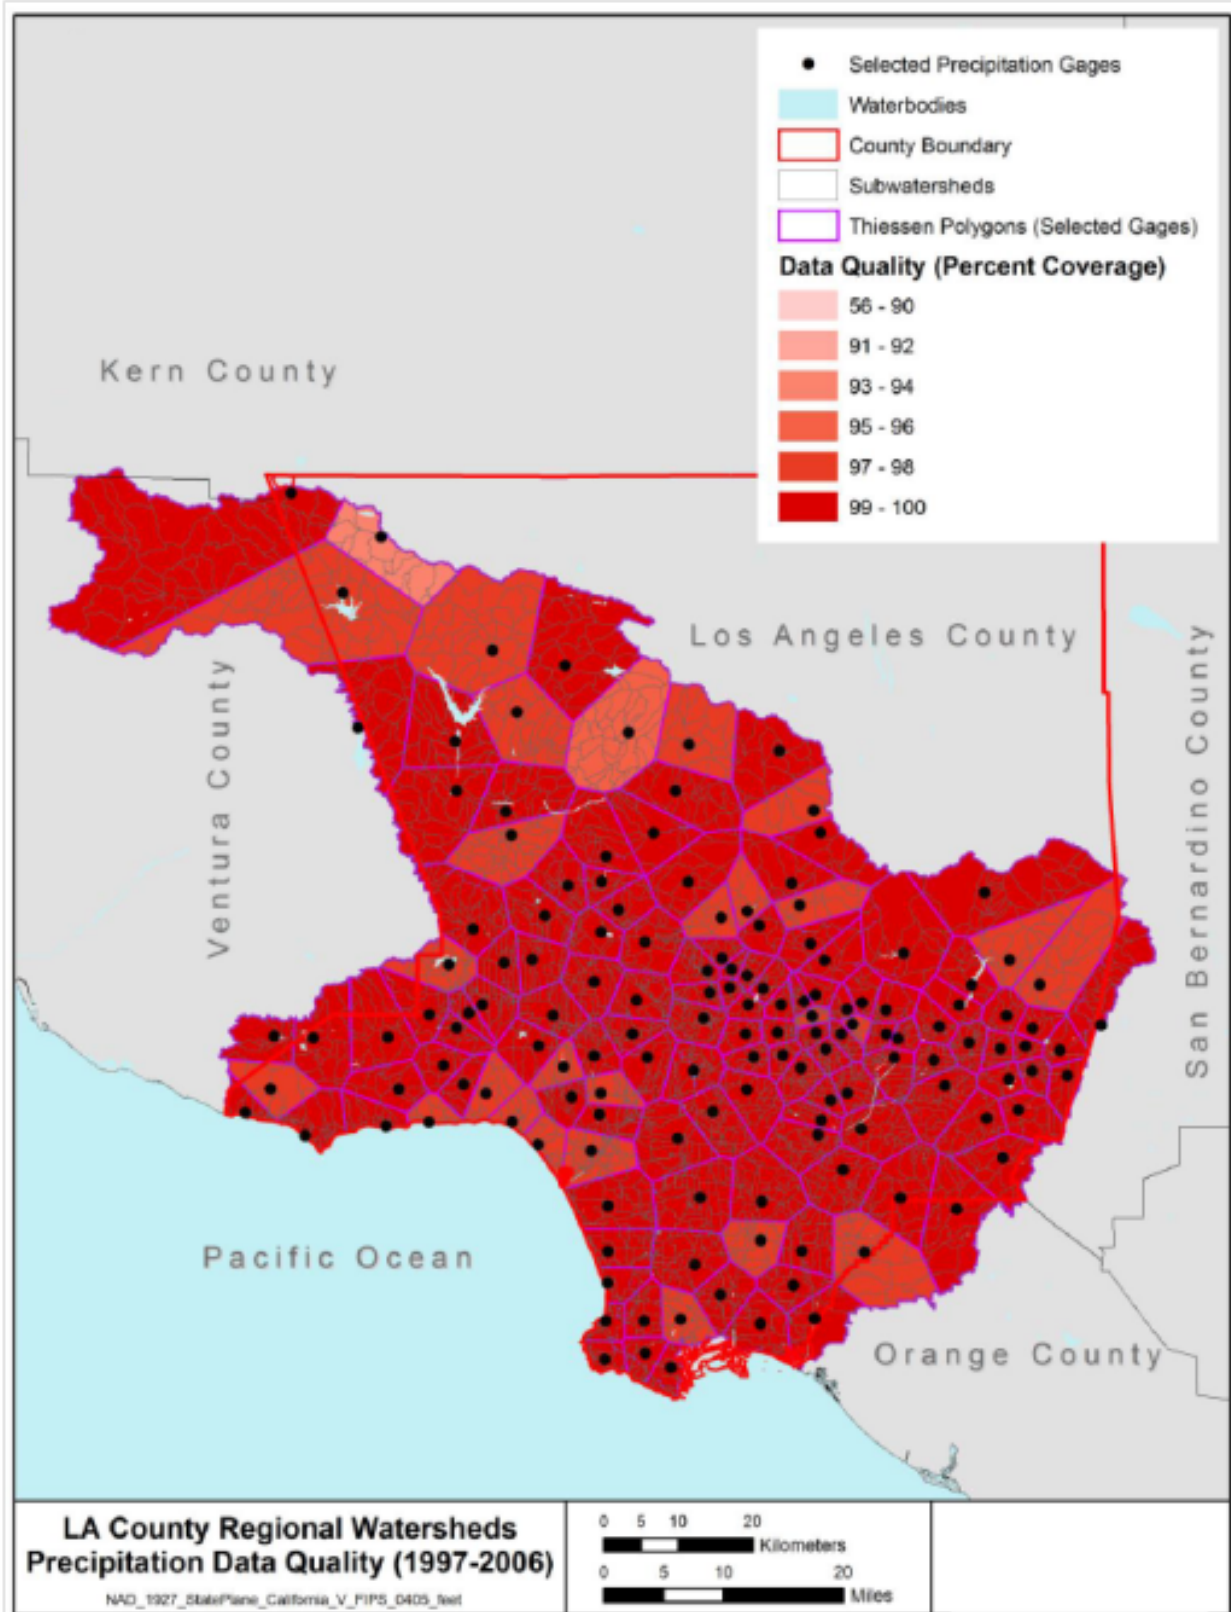 Selected Precipitation Gages
Waterbodies
County Boundary
Subwatersheds
Thiessen Polygons (Selected Gages)
Data Quality (Percent Coverage)
56 - 90
91 - 92
93 - 94
95 - 96
97 - 98
99 - 100
Kern County
Los Angeles County
Ventura County
San Bernardino County
Pacific Ocean
Orange County
LA County Regional Watersheds
Precipitation Data Quality (1997-2006)
NAD_1927_StatePlane_California_V_FIPS_0405_feet
0 5 10 20
Kilometers
0 5 10 20
Miles